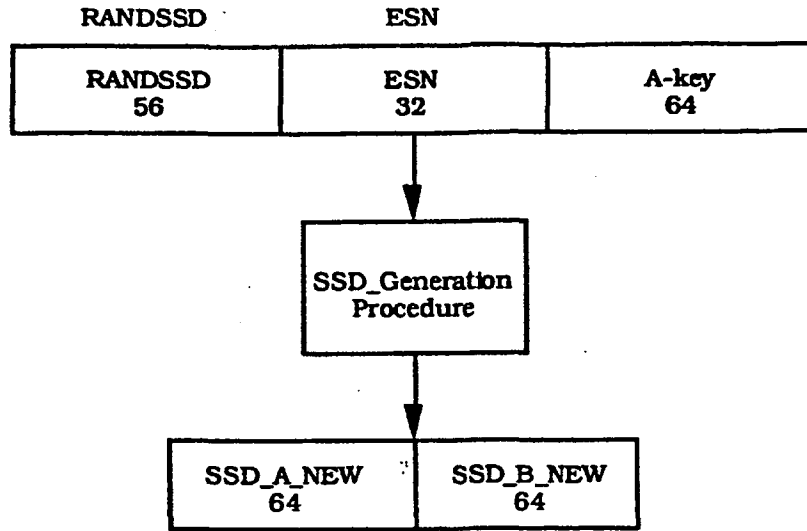 RANDSSD ESN
RANDSSD ESN A-key
56 32 64
SSD_Generation
Procedure
SSD_A_NEW SSD_B_NEW
64 64